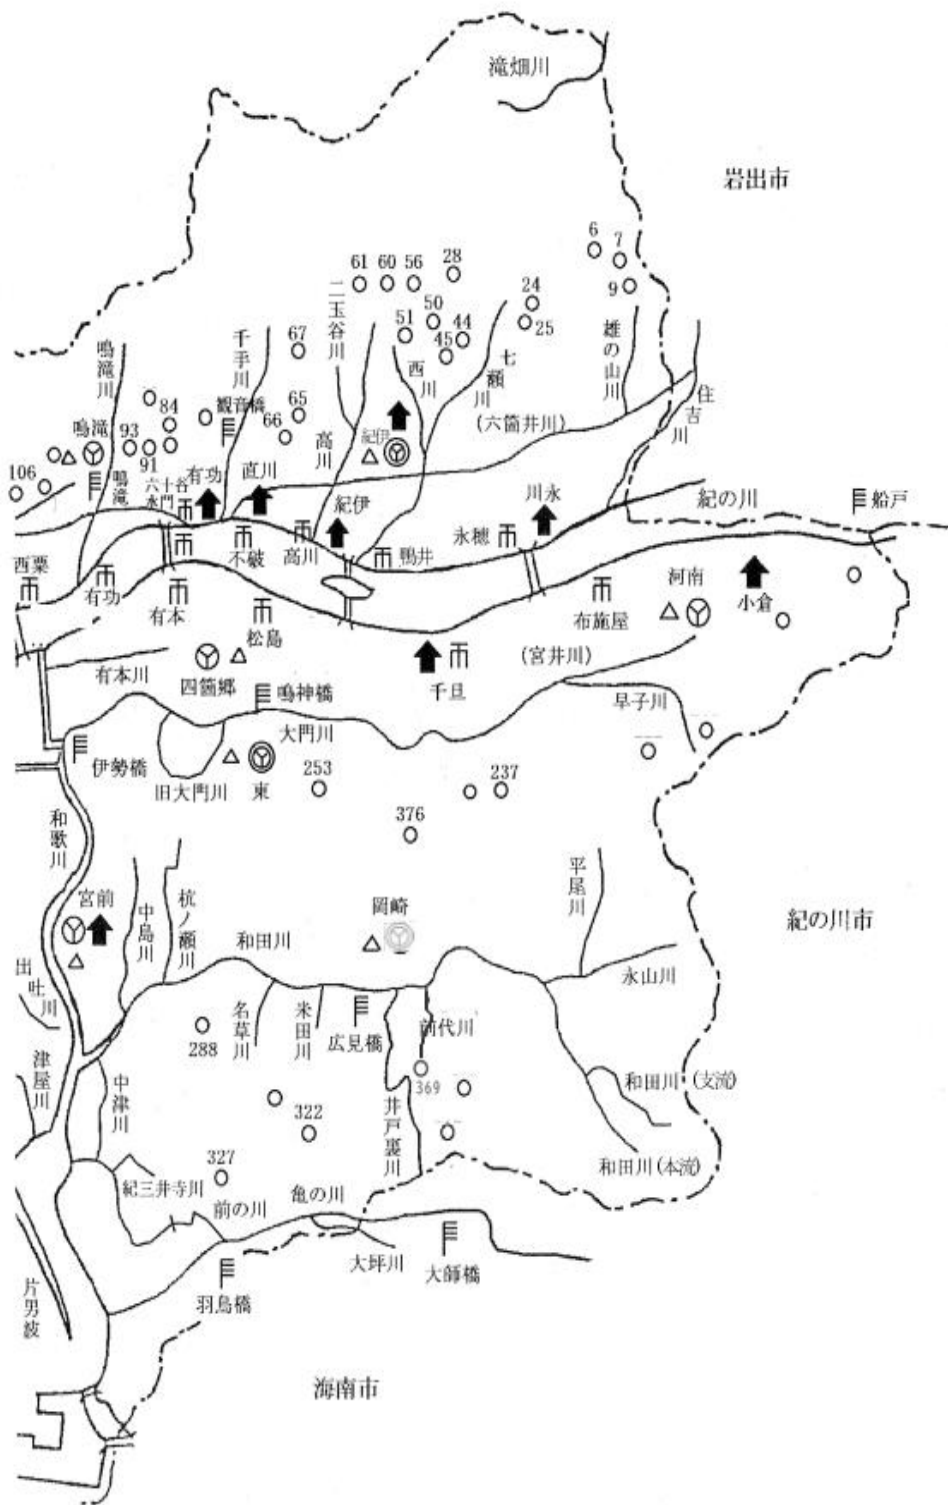 滝畑川
岩出市
6
7
9
28
61
60
56
24
25
50
51
44
45
67
二玉谷川
千手川
鳴滝川
西川
七瀬川
雄の山川
住吉川
(六箇井川)
65
66
観音橋
84
鳴滝
93
91
106
鳴滝
六十谷
水門
有功
直川
高川
紀伊
紀伊
川永
紀の川
船戸
西粟
有功
有本
不破
高川
鴨井
永穂
松島
布施屋
河南
小倉
有本川
四箇郷
鳴神橋
千旦
(宮井川)
早子川
大門川
伊勢橋
旧大門川
東
253
237
376
和歌川
宮前
中島川
杭ノ瀬川
和田川
岡崎
平尾川
紀の川市
永山川
出吐川
津屋川
288
名草川
米田川
広見橋
前代川
369
中津川
322
井戸裏川
和田川(支流)
和田川(本流)
327
紀三井寺川
前の川
亀の川
大坪川
大師橋
羽鳥橋
片男波
海南市